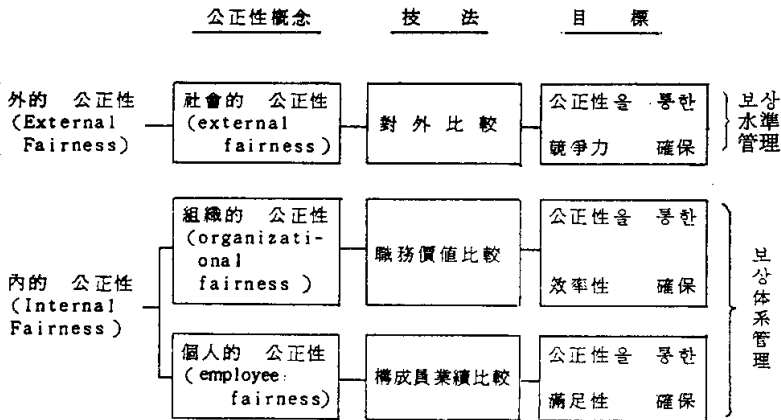 公正性槪念 技 法 目 標
外的 公正性
(External
Fairness)
社會的 公正性
(external
fairness)
對 外 比 較
公正性을 통한
競爭力 確保
보상
水準
管理
組織的 公正性
(organizati-
onal
fairness)
職務價値比較
公正性을 통한
效率性 確保
內的 公正性
(Internal
Fairness)
個人的 公正性
(employee
fairness)
構成員業績比較
公正性을 통한
滿足性 確保
보상体系管理